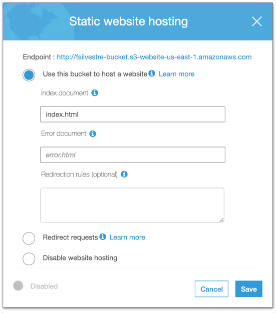 Static website hosting
Endpoint : http://failvestre-bucket.s3-website-us-east-1.amazonaws.com
Use this bucket to host a website Learn more
Index document
index.html
Error document
error.html
Redirection rules (optional)
Redirect requests Learn more
Disable website hosting
Disabled
Cancel Save